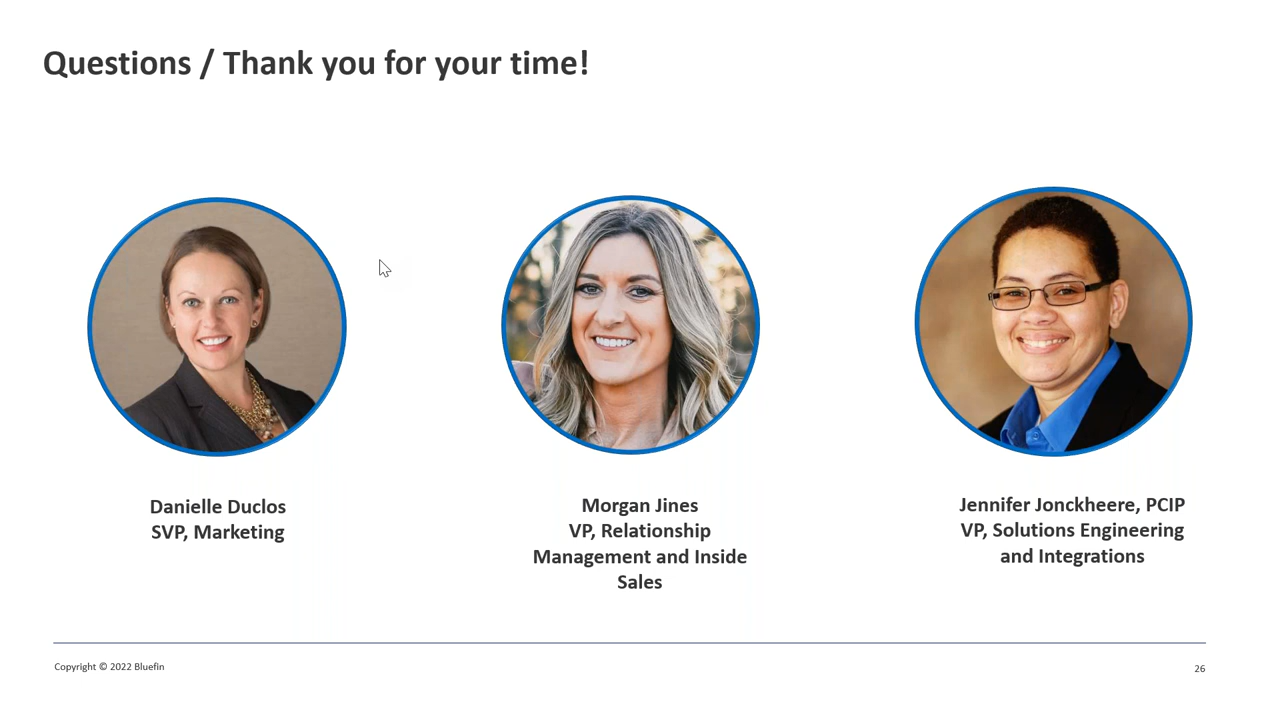 Questions / Thank you for your time!
Danielle Duclos
SVP, Marketing
Morgan Jines
VP, Relationship
Management and Inside
Sales
Jennifer Jonckheere, PCIP
VP, Solutions Engineering
and Integrations
Copyright © 2022 Bluefin
26